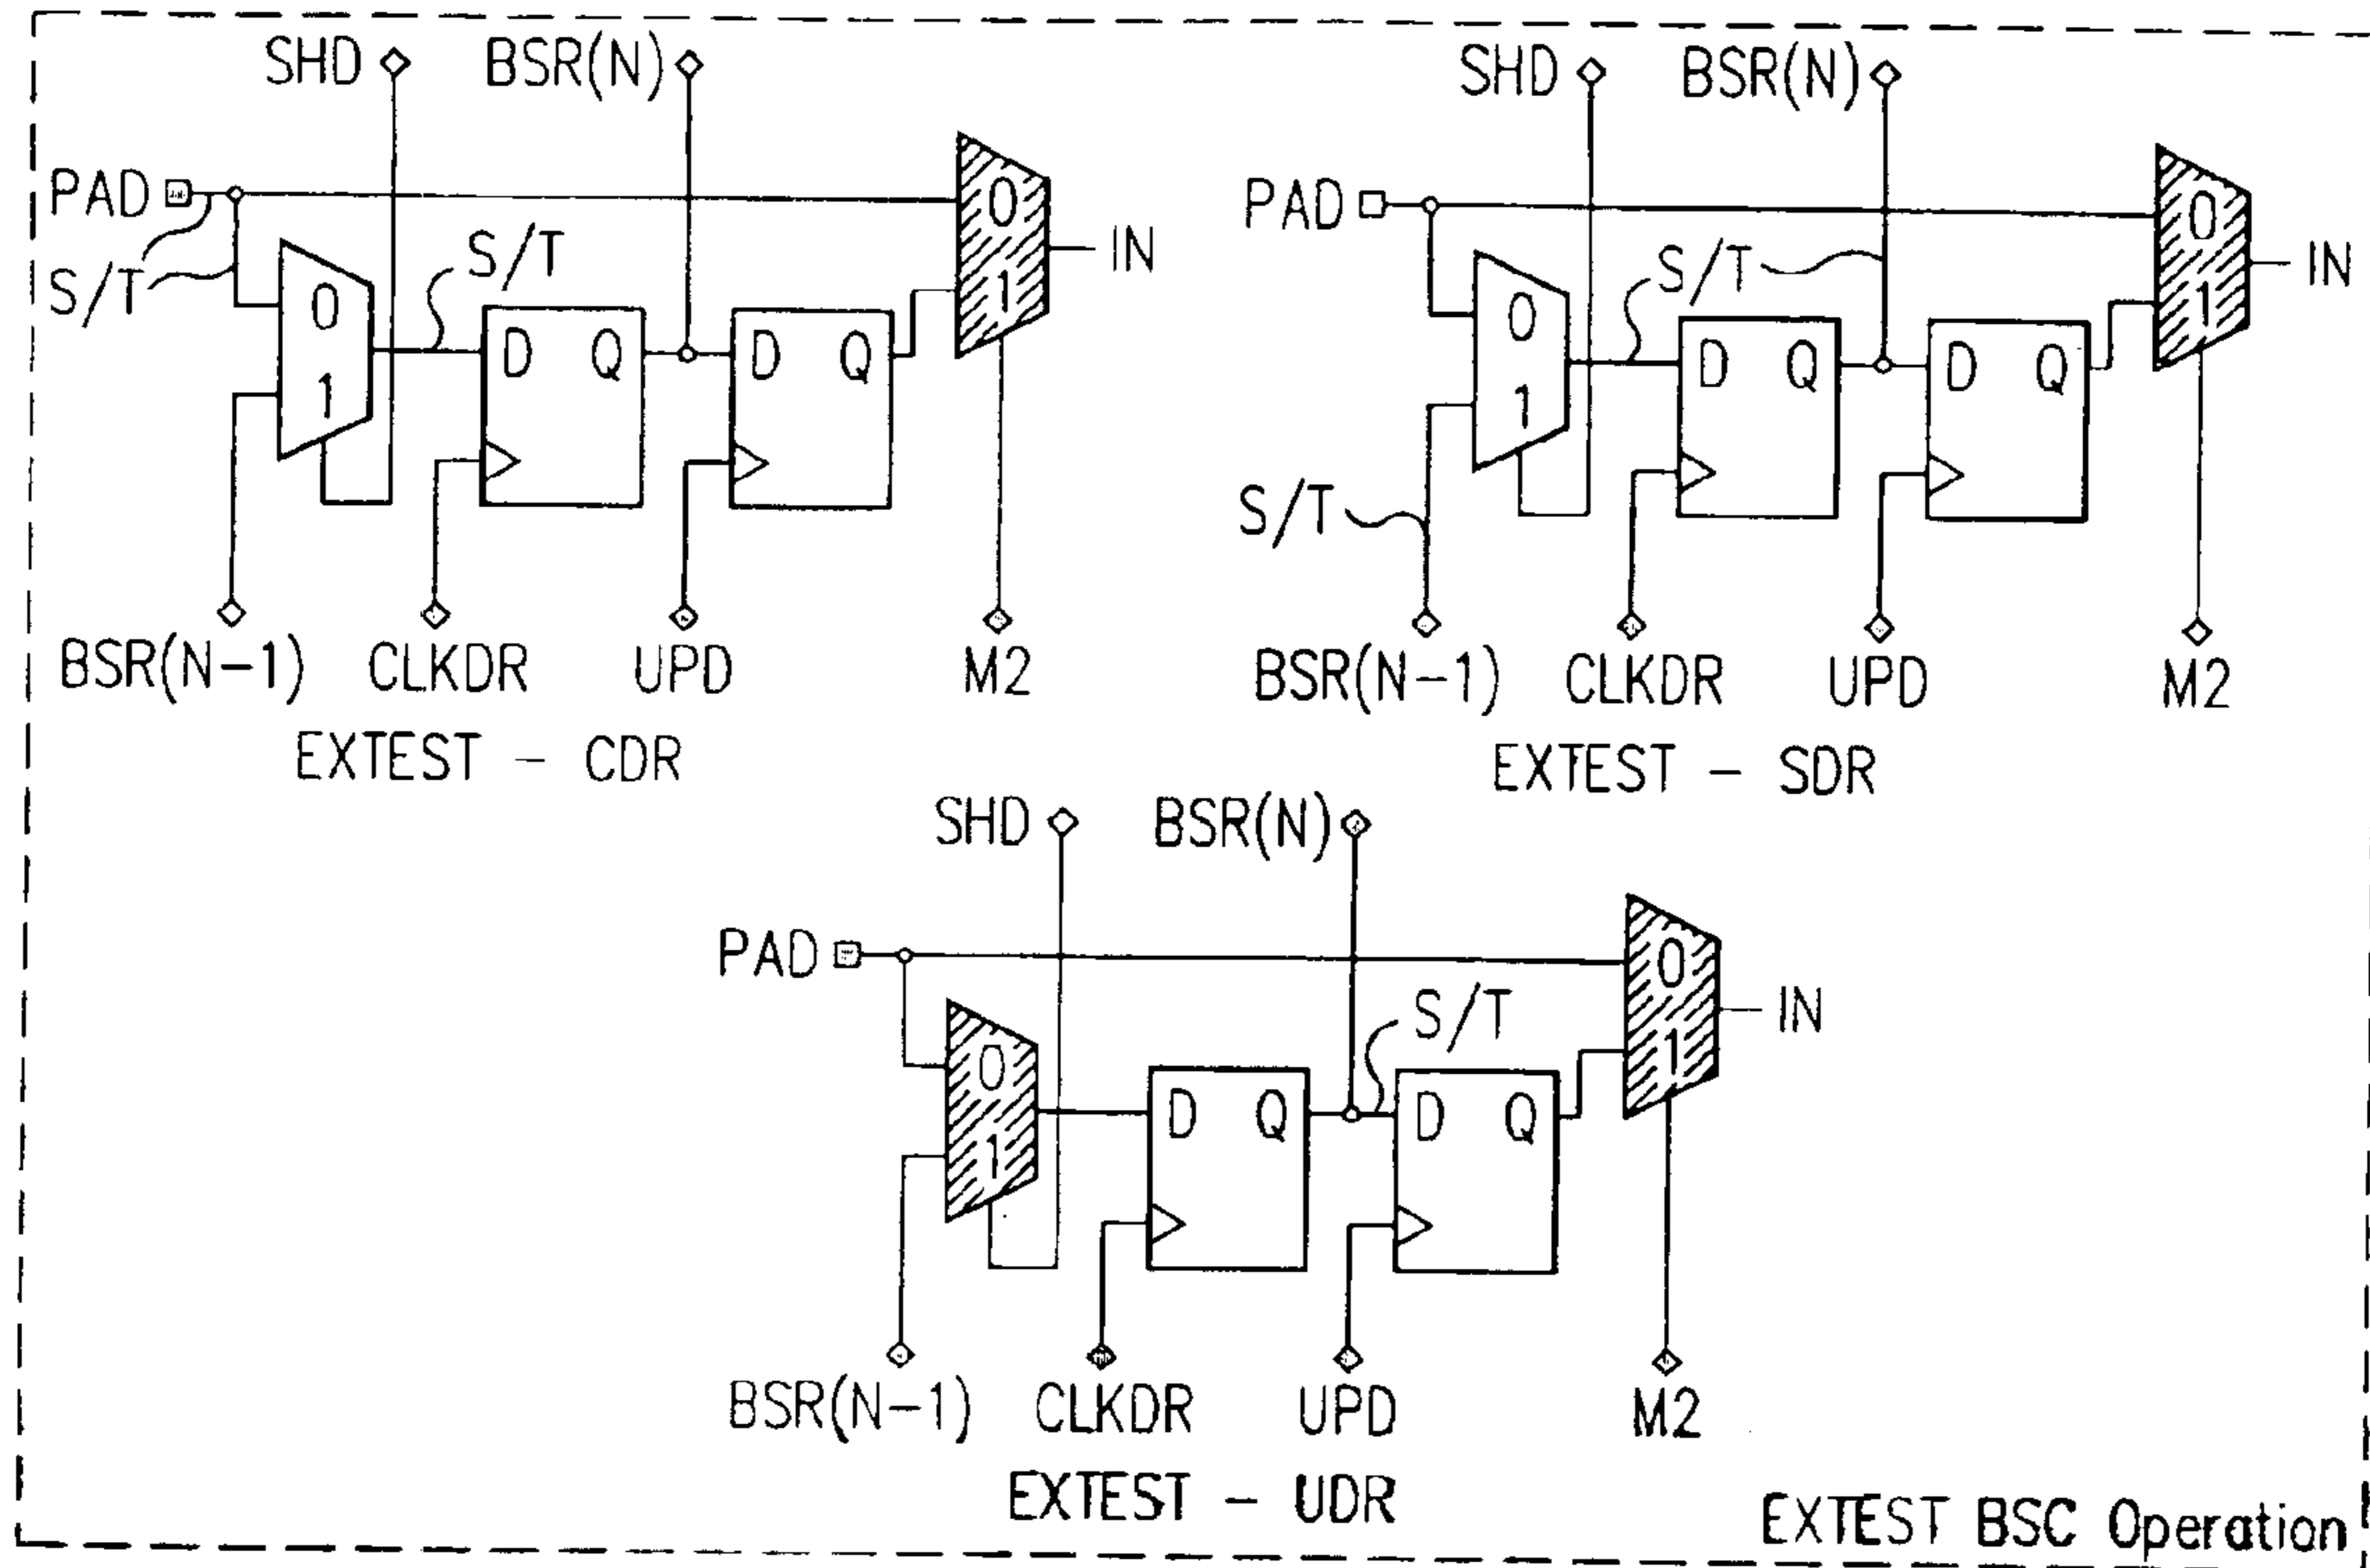 SHD
BSR(N)
PAD
S/T
S/T
0
1
D Q
D Q
0
1
IN
BSR(N-1)
CLKDR
UPD
M2
EXTEST - CDR
SHD
BSR(N)
PAD
S/T
S/T
0
1
D Q
D Q
0
1
IN
BSR(N-1)
CLKDR
UPD
M2
EXTEST - SDR
SHD
BSR(N)
PAD
S/T
0
1
D Q
D Q
0
1
IN
BSR(N-1)
CLKDR
UPD
M2
EXTEST - UDR
EXTEST BSC Operation